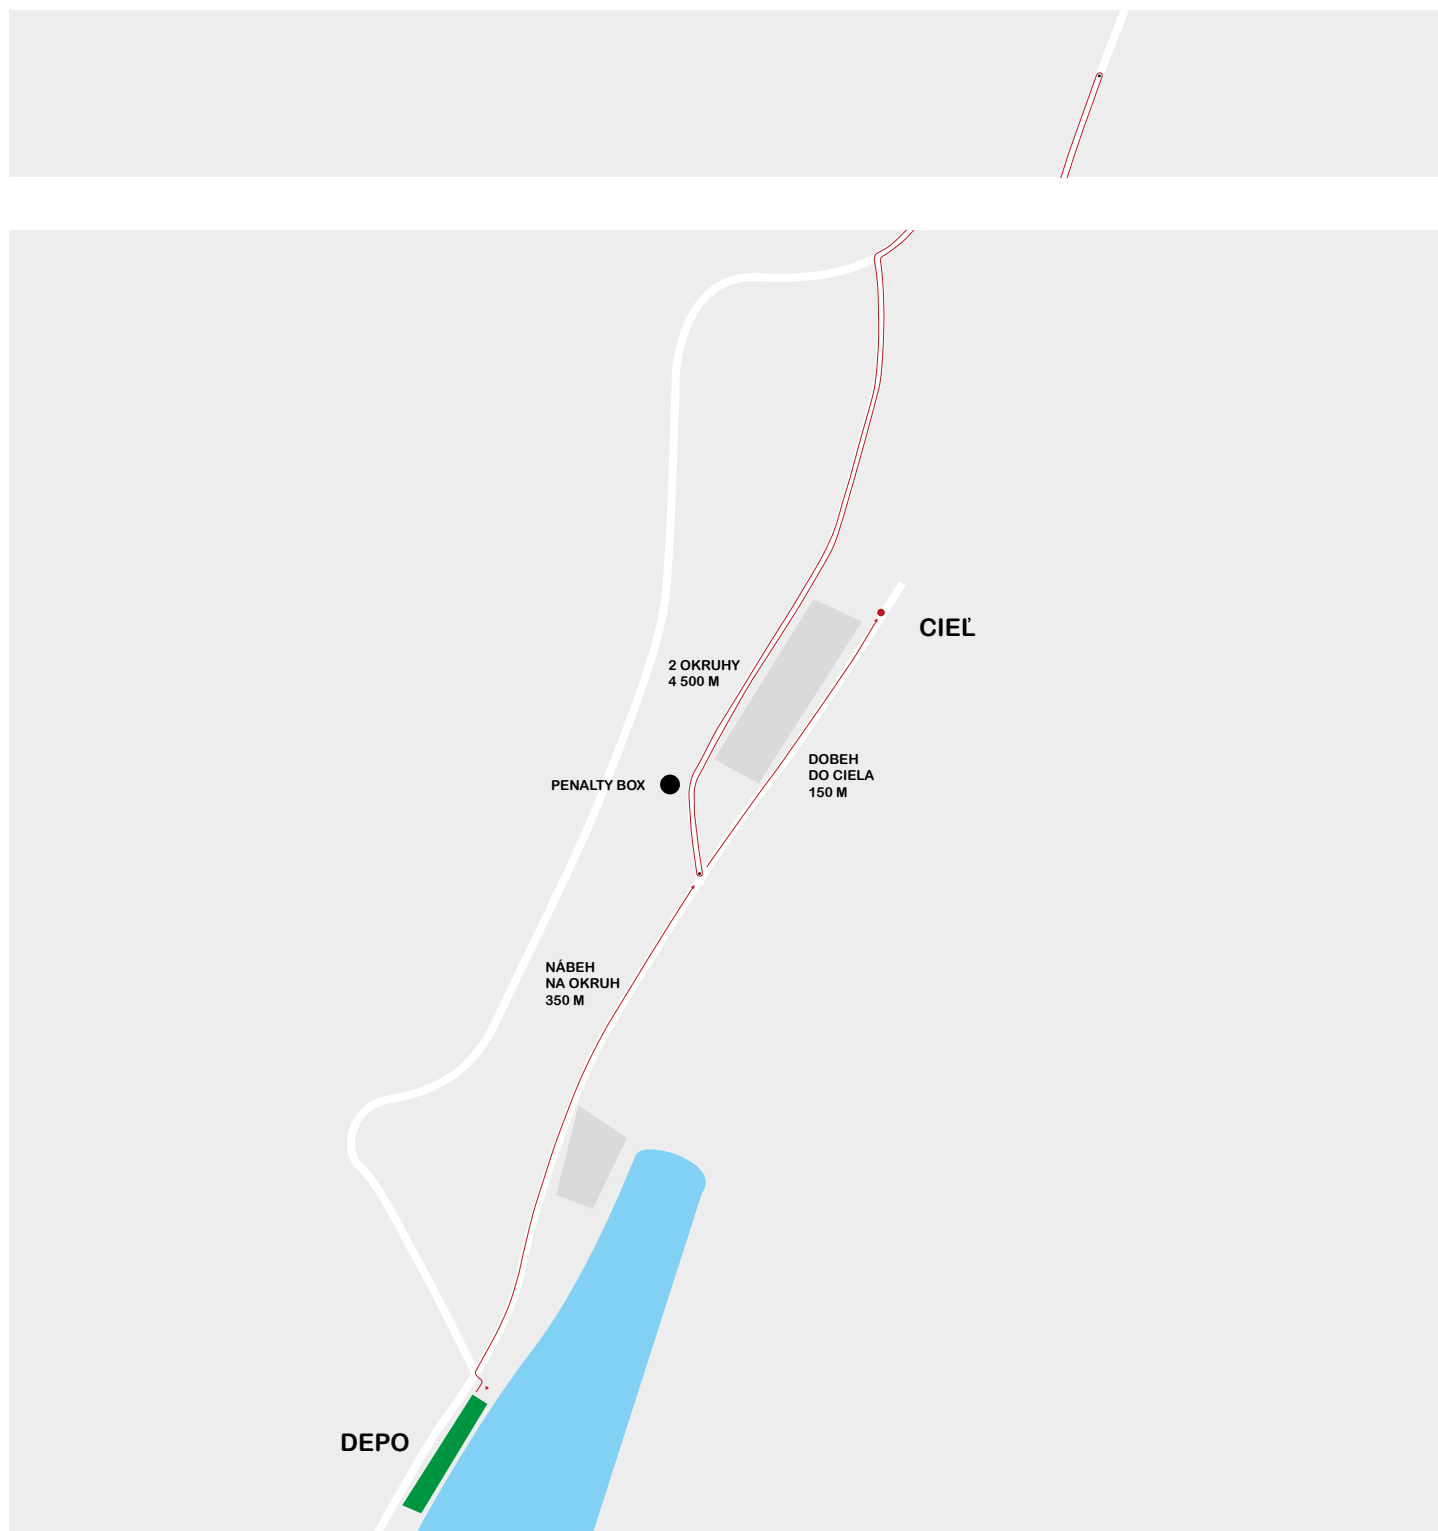 CIEĽ
2 OKRUHY
4 500 M
DOBEH
DO CIELA
150 M
PENALTY BOX
NÁBEH
NA OKRUH
350 M
DEPO